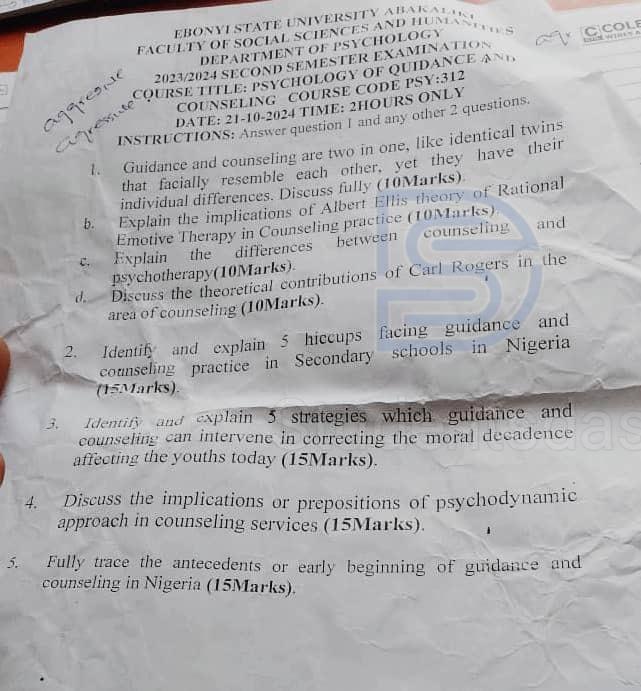 EBONYI STATE UNIVERSITY ABAKALIKI
FACULTY OF SOCIAL SCIENCES AND HUMANITIES
DEPARTMENT OF PSYCHOLOGY
2023/2024 SECOND SEMESTER EXAMINATION
COURSE TITLE: PSYCHOLOGY OF QUIDANCE AND
COUNSELING COURSE CODE PSY:312
DATE: 21-10-2024 TIME: 2HOURS ONLY
INSTRUCTIONS: Answer question 1 and any other 2 questions.
1. Guidance and counseling are two in one, like identical twins
that facially resemble each other, yet they have their
individual differences. Discuss fully (10Marks).
b. Explain the implications of Albert Ellis theory of Rational
Emotive Therapy in Counseling practice (10Marks).
c. Explain the differences between counseling and
psychotherapy(10Marks).
d. Discuss the theoretical contributions of Carl Rogers in the
area of counseling (10Marks).
2. Identify and explain 5 hiccups facing guidance and
counseling practice in Secondary schools in Nigeria
(15Marks).
3. Identify and explain 5 strategies which guidance and
counseling can intervene in correcting the moral decadence
affecting the youths today (15Marks).
4. Discuss the implications or prepositions of psychodynamic
approach in counseling services (15Marks).
5. Fully trace the antecedents or early beginning of guidance and
counseling in Nigeria (15Marks).